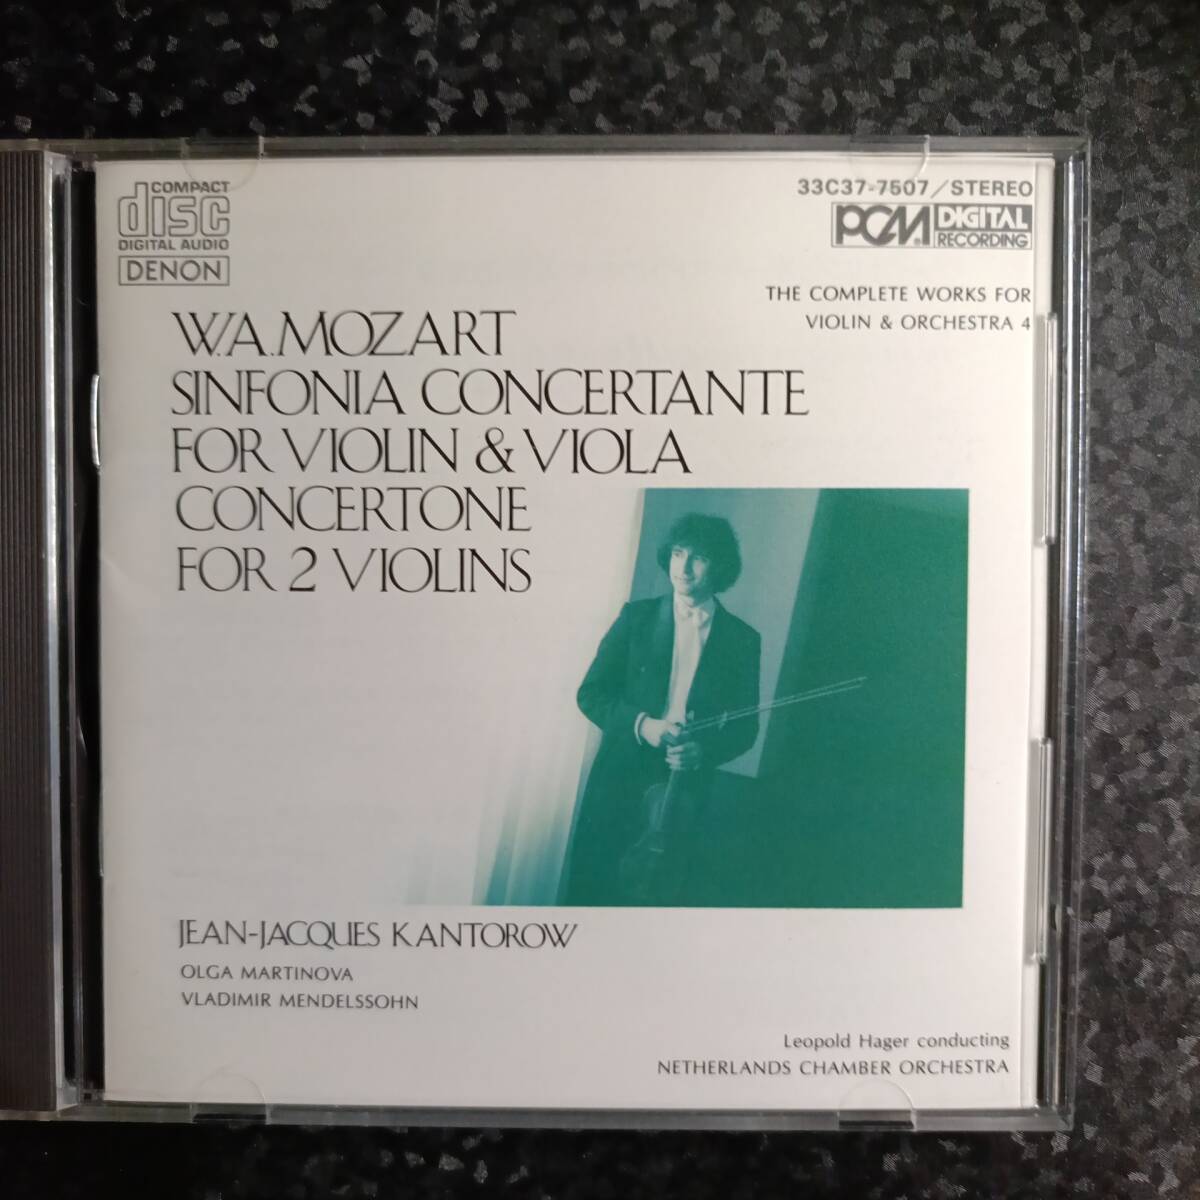 COMPACT
disc
DIGITAL AUDIO
DENON
33C37-7507/STEREO
PCM® DIGITAL
RECORDING
THE COMPLETE WORKS FOR
VIOLIN & ORCHESTRA 4
W.A.MOZART
SINFONIA CONCERTANTE
FOR VIOLIN & VIOLA
CONCERTONE
FOR 2 VIOLINS
JEAN-JACQUES KANTOROW
OLGA MARTINOVA
VLADIMIR MENDELSSOHN
Leopold Hager conducting
NETHERLANDS CHAMBER ORCHESTRA